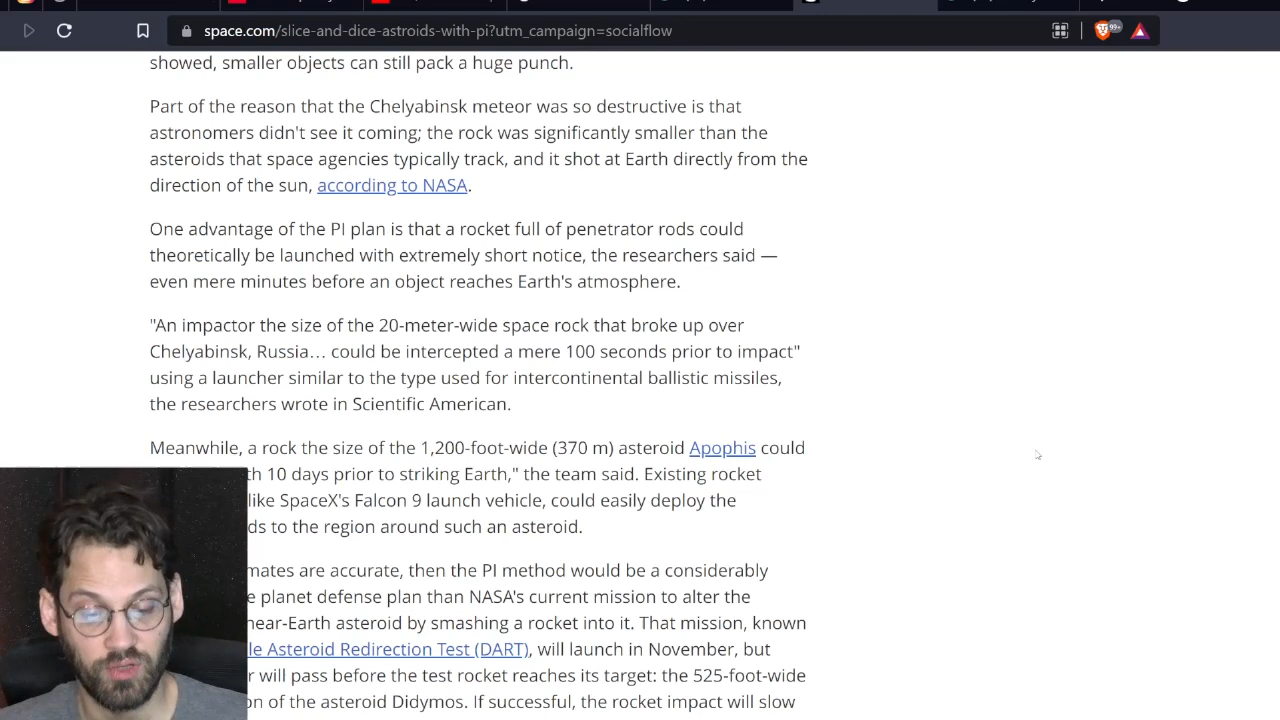 space.com/slice-and-dice-astroids-with-pi?utm_campaign=socialflow
99+
showed, smaller objects can still pack a huge punch.
Part of the reason that the Chelyabinsk meteor was so destructive is that
astronomers didn't see it coming; the rock was significantly smaller than the
asteroids that space agencies typically track, and it shot at Earth directly from the
direction of the sun, according to NASA.
One advantage of the PI plan is that a rocket full of penetrator rods could
theoretically be launched with extremely short notice, the researchers said —
even mere minutes before an object reaches Earth's atmosphere.
"An impactor the size of the 20-meter-wide space rock that broke up over
Chelyabinsk, Russia… could be intercepted a mere 100 seconds prior to impact"
using a launcher similar to the type used for intercontinental ballistic missiles,
the researchers wrote in Scientific American.
Meanwhile, a rock the size of the 1,200-foot-wide (370 m) asteroid Apophis could
10 days prior to striking Earth," the team said. Existing rocket
like SpaceX's Falcon 9 launch vehicle, could easily deploy the
to the region around such an asteroid.
are accurate, then the PI method would be a considerably
planet defense plan than NASA's current mission to alter the
near-Earth asteroid by smashing a rocket into it. That mission, known
Asteroid Redirection Test (DART), will launch in November, but
will pass before the test rocket reaches its target: the 525-foot-wide
of the asteroid Didymos. If successful, the rocket impact will slow